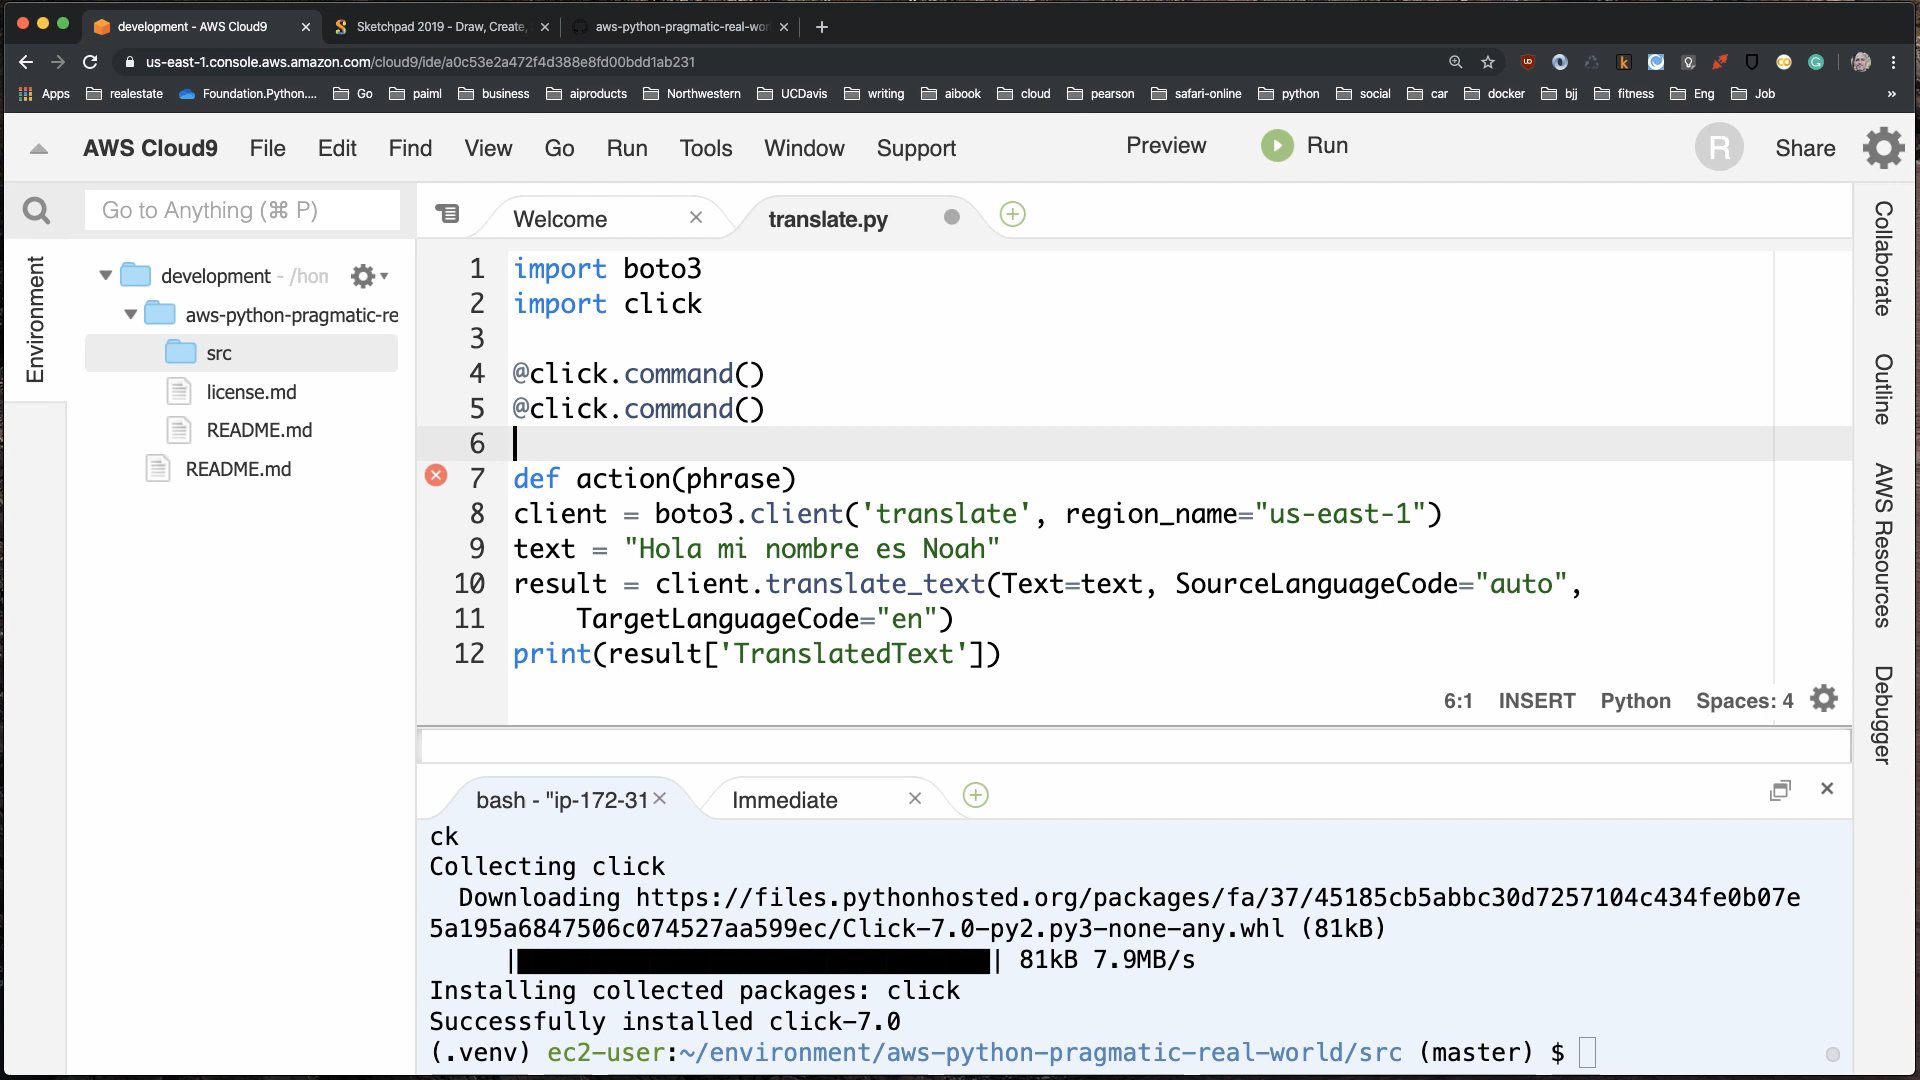 development - AWS Cloud9
Sketchpad 2019 - Draw, Create,
aws-python-pragmatic-real-wor
us-east-1.console.aws.amazon.com/cloud9/ide/a0c53e2a472f4d388e8fd00bdd1ab231
Apps realestate Foundation.Python.... Go paiml business aiproducts Northwestern UCDavis writing aibook cloud pearson safari-online python social car docker bjj fitness Eng Job »
AWS Cloud9 File Edit Find View Go Run Tools Window Support Preview Run R Share
Go to Anything (⌘ P)
Welcome
translate.py
Environment
development - /hon
aws-python-pragmatic-re
src
license.md
README.md
README.md
1 import boto3
2 import click
3
4 @click.command()
5 @click.command()
6
7 def action(phrase)
8 client = boto3.client('translate', region_name="us-east-1")
9 text = "Hola mi nombre es Noah"
10 result = client.translate_text(Text=text, SourceLanguageCode="auto",
11 TargetLanguageCode="en")
12 print(result['TranslatedText'])
6:1 INSERT Python Spaces: 4
Collaborate
Outline
AWS Resources
Debugger
bash - "ip-172-31
Immediate
ck
Collecting click
Downloading https://files.pythonhosted.org/packages/fa/37/45185cb5abbc30d7257104c434fe0b07e
5a195a6847506c074527aa599ec/Click-7.0-py2.py3-none-any.whl (81kB)
| | 81kB 7.9MB/s
Installing collected packages: click
Successfully installed click-7.0
(.venv) ec2-user:~/environment/aws-python-pragmatic-real-world/src (master) $